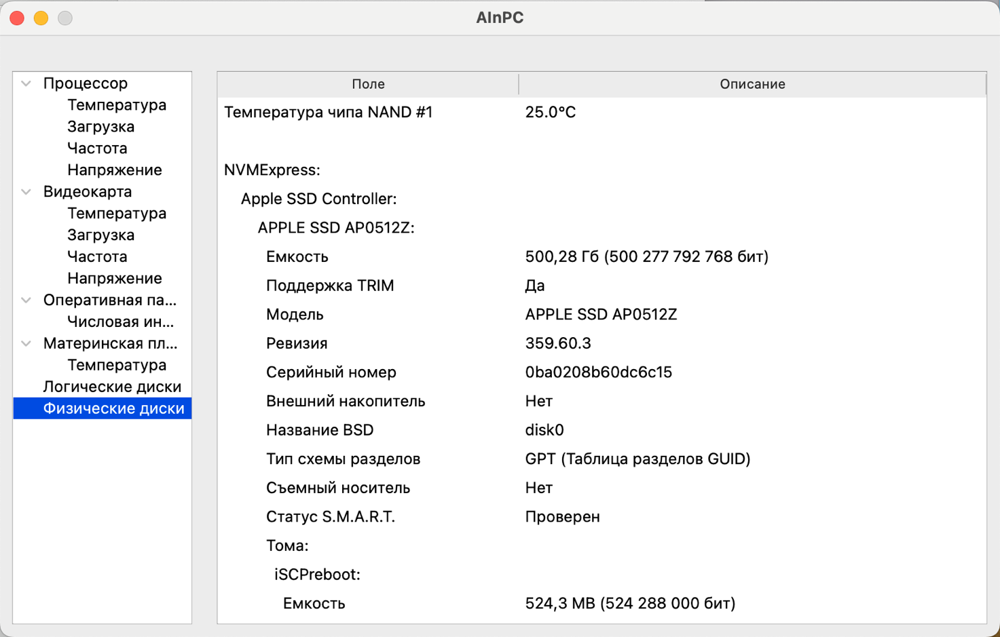 AInPC
Процессор
Температура
Загрузка
Частота
Напряжение
Видеокарта
Температура
Загрузка
Частота
Напряжение
Оперативная па...
Числовая ин...
Материнская пл...
Температура
Логические диски
Физические диски
Поле Описание
Температура чипа NAND #1 25.0°C
NVMExpress:
Apple SSD Controller:
APPLE SSD AP0512Z:
Емкость 500,28 Гб (500 277 792 768 бит)
Поддержка TRIM Да
Модель APPLE SSD AP0512Z
Ревизия 359.60.3
Серийный номер 0ba0208b60dc6c15
Внешний накопитель Нет
Название BSD disk0
Тип схемы разделов GPT (Таблица разделов GUID)
Съемный носитель Нет
Статус S.M.A.R.T. Проверен
Тома:
iSCPreboot:
Емкость 524,3 MB (524 288 000 бит)